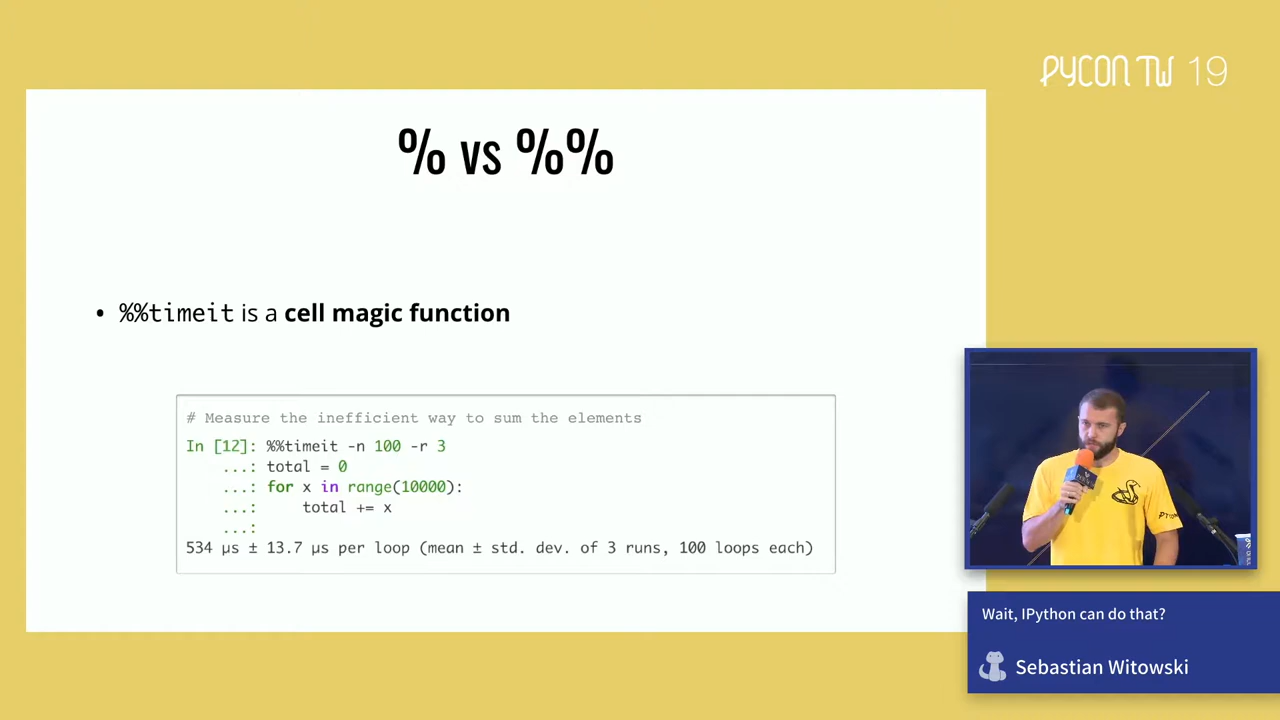 PYCON TW 19
% vs %%
• %%timeit is a cell magic function
# Measure the inefficient way to sum the elements
In [12]: %%timeit -n 100 -r 3
...: total = 0
...: for x in range(10000):
...:     total += x
...:
534 µs ± 13.7 µs per loop (mean ± std. dev. of 3 runs, 100 loops each)
Wait, IPython can do that?
Sebastian Witowski